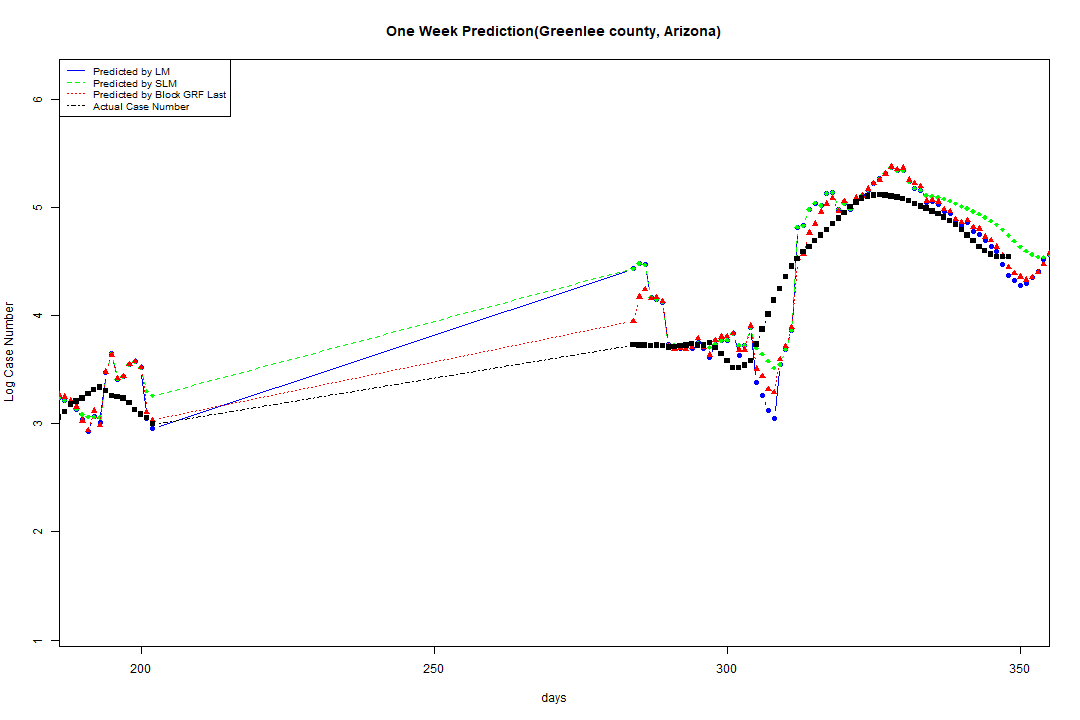 One Week Prediction(Greenlee county, Arizona)
Predicted by LM
Predicted by SLM
Predicted by Block GRF Last
Actual Case Number
6
5
4
3
2
1
Log Case Number
200
250
300
350
days